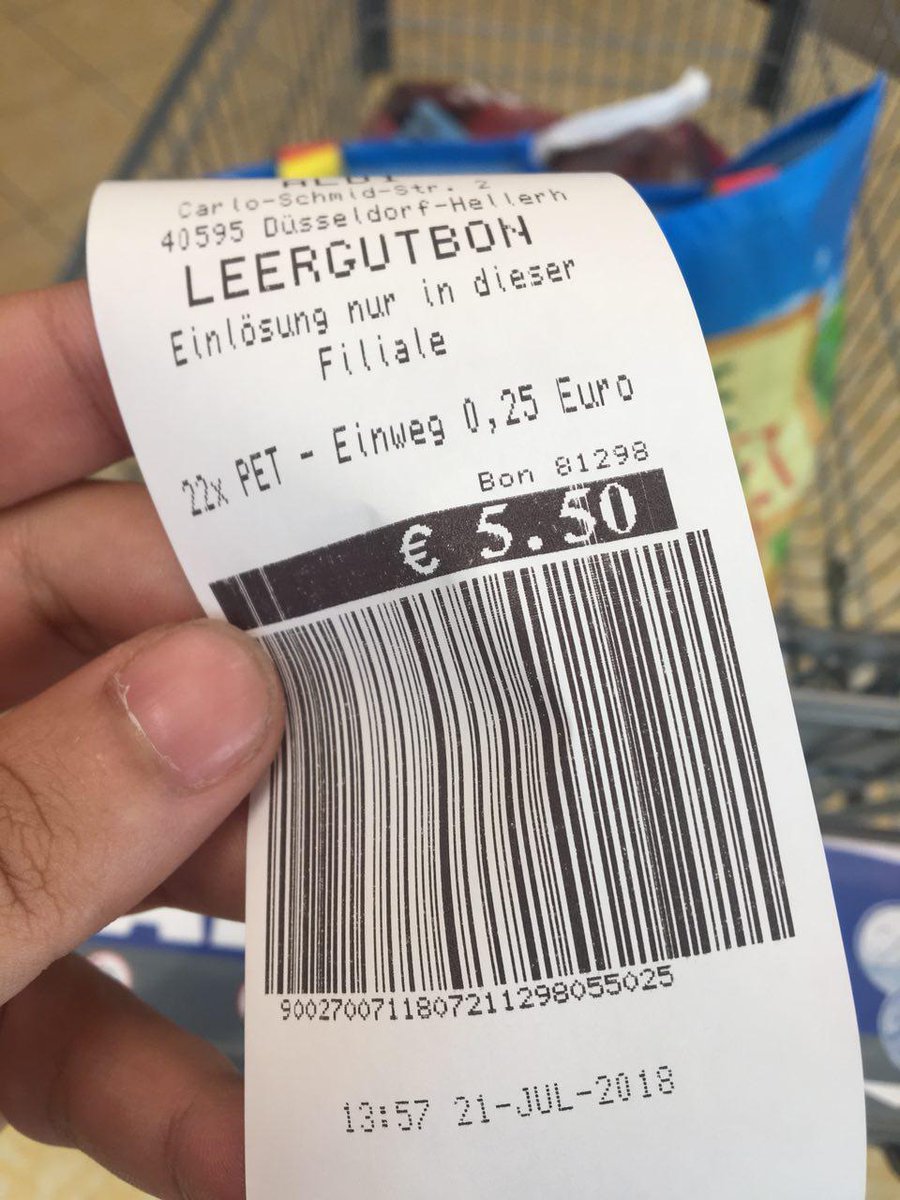 ALDI
Carlo-Schmid-Str. 2
40595 Düsseldorf-Hellerh
LEERGUTBON
Einlösung nur in dieser
Filiale
22x PET - Einweg 0,25 Euro
Bon 81298
€ 5.50
9002700711807211298055025
13:57 21-JUL-2018